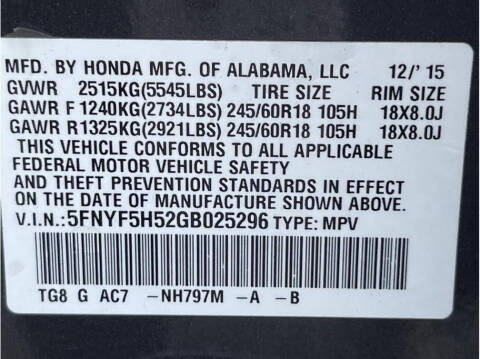 MFD. BY HONDA MFG. OF ALABAMA, LLC 12/' 15
GVWR 2515KG(5545LBS) TIRE SIZE RIM SIZE
GAWR F 1240KG(2734LBS) 245/60R18 105H 18X8.0J
GAWR R1325KG(2921LBS) 245/60R18 105H 18X8.0J
THIS VEHICLE CONFORMS TO ALL APPLICABLE
FEDERAL MOTOR VEHICLE SAFETY
AND THEFT PREVENTION STANDARDS IN EFFECT
ON THE DATE OF MANUFACTURE SHOWN ABOVE.
V.I.N.:5FNYF5H52GB025296 TYPE: MPV
TG8 G AC7 -NH797M -A -B